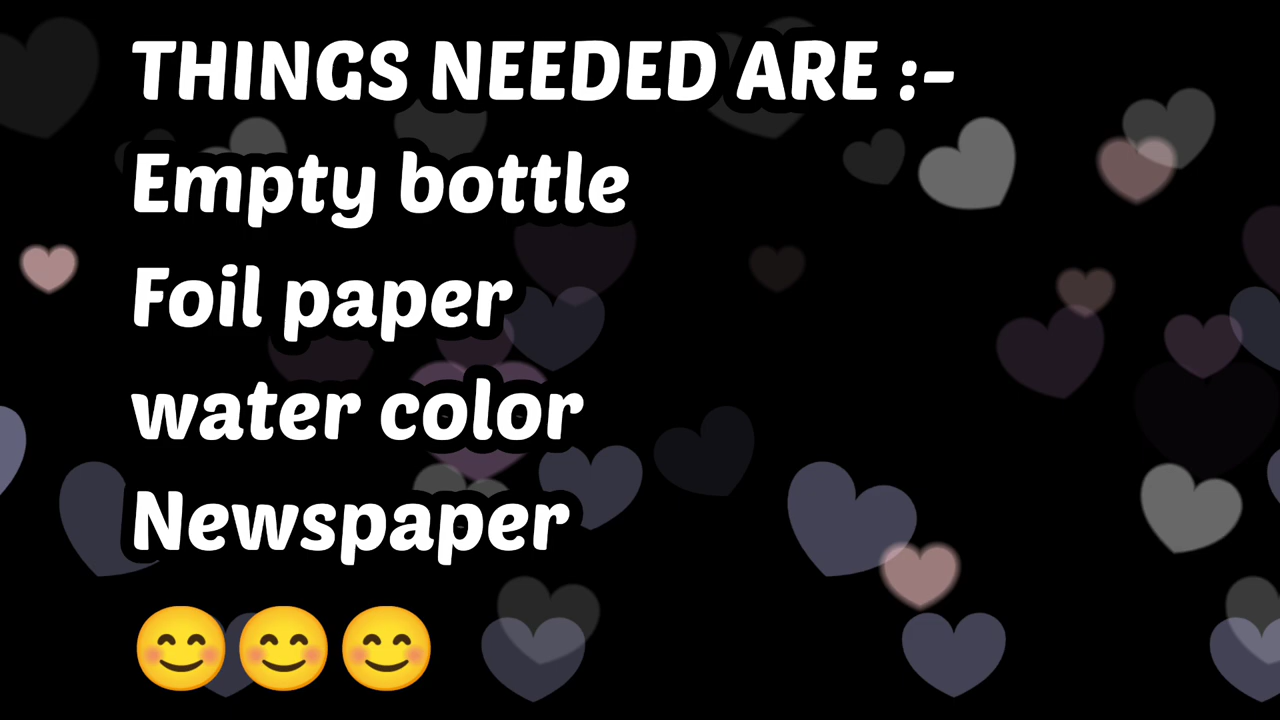 THINGS NEEDED ARE :-
Empty bottle
Foil paper
water color
Newspaper
😊😊😊